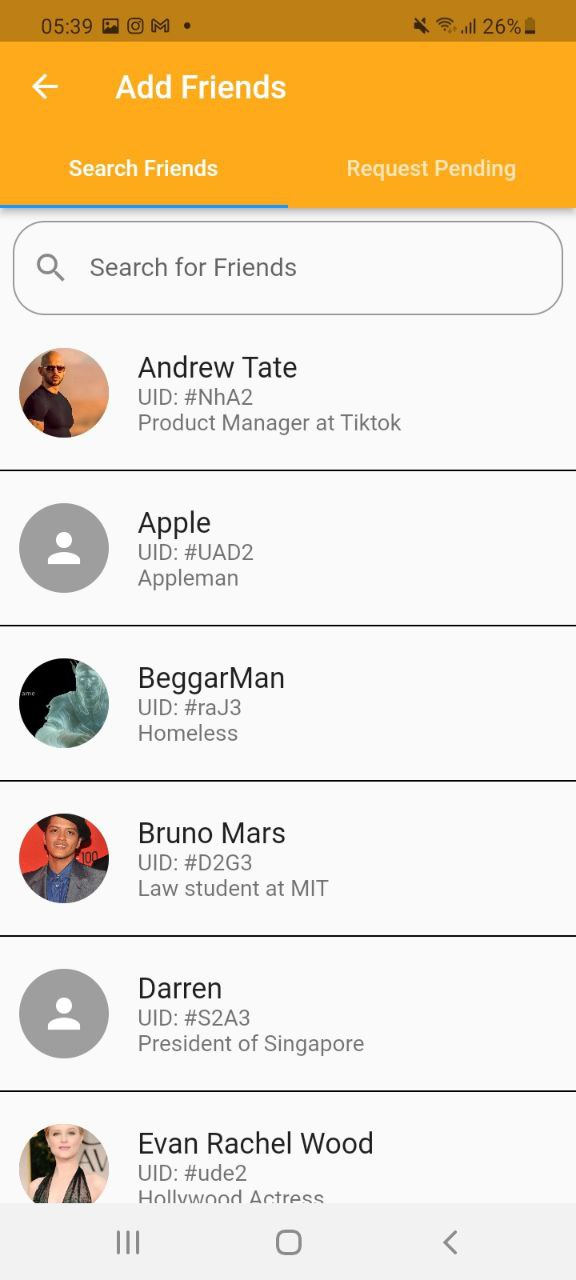 05:39 26%
Add Friends
Search Friends Request Pending
Search for Friends
Andrew Tate
UID: #NhA2
Product Manager at Tiktok
Apple
UID: #UAD2
Appleman
ame
BeggarMan
UID: #raJ3
Homeless
100
Bruno Mars
UID: #D2G3
Law student at MIT
Darren
UID: #S2A3
President of Singapore
Evan Rachel Wood
UID: #ude2
Hollywood Actress